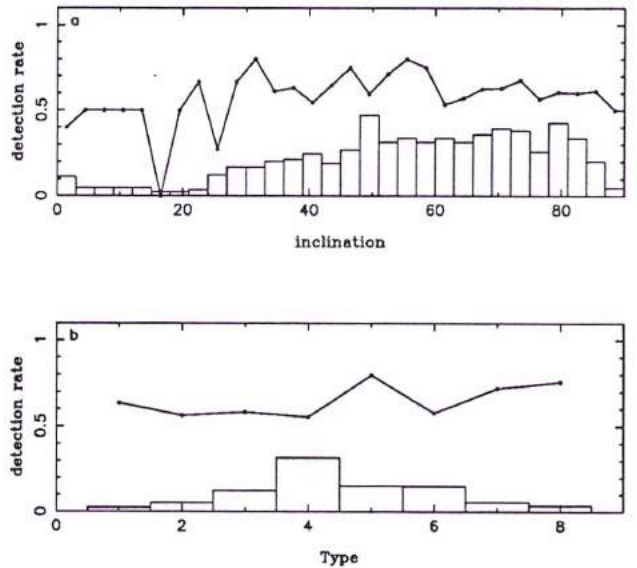 a
1
0.5
0
detection rate
0 20 40 60 80
inclination
b
1
0.5
0
detection rate
0 2 4 6 8
Type